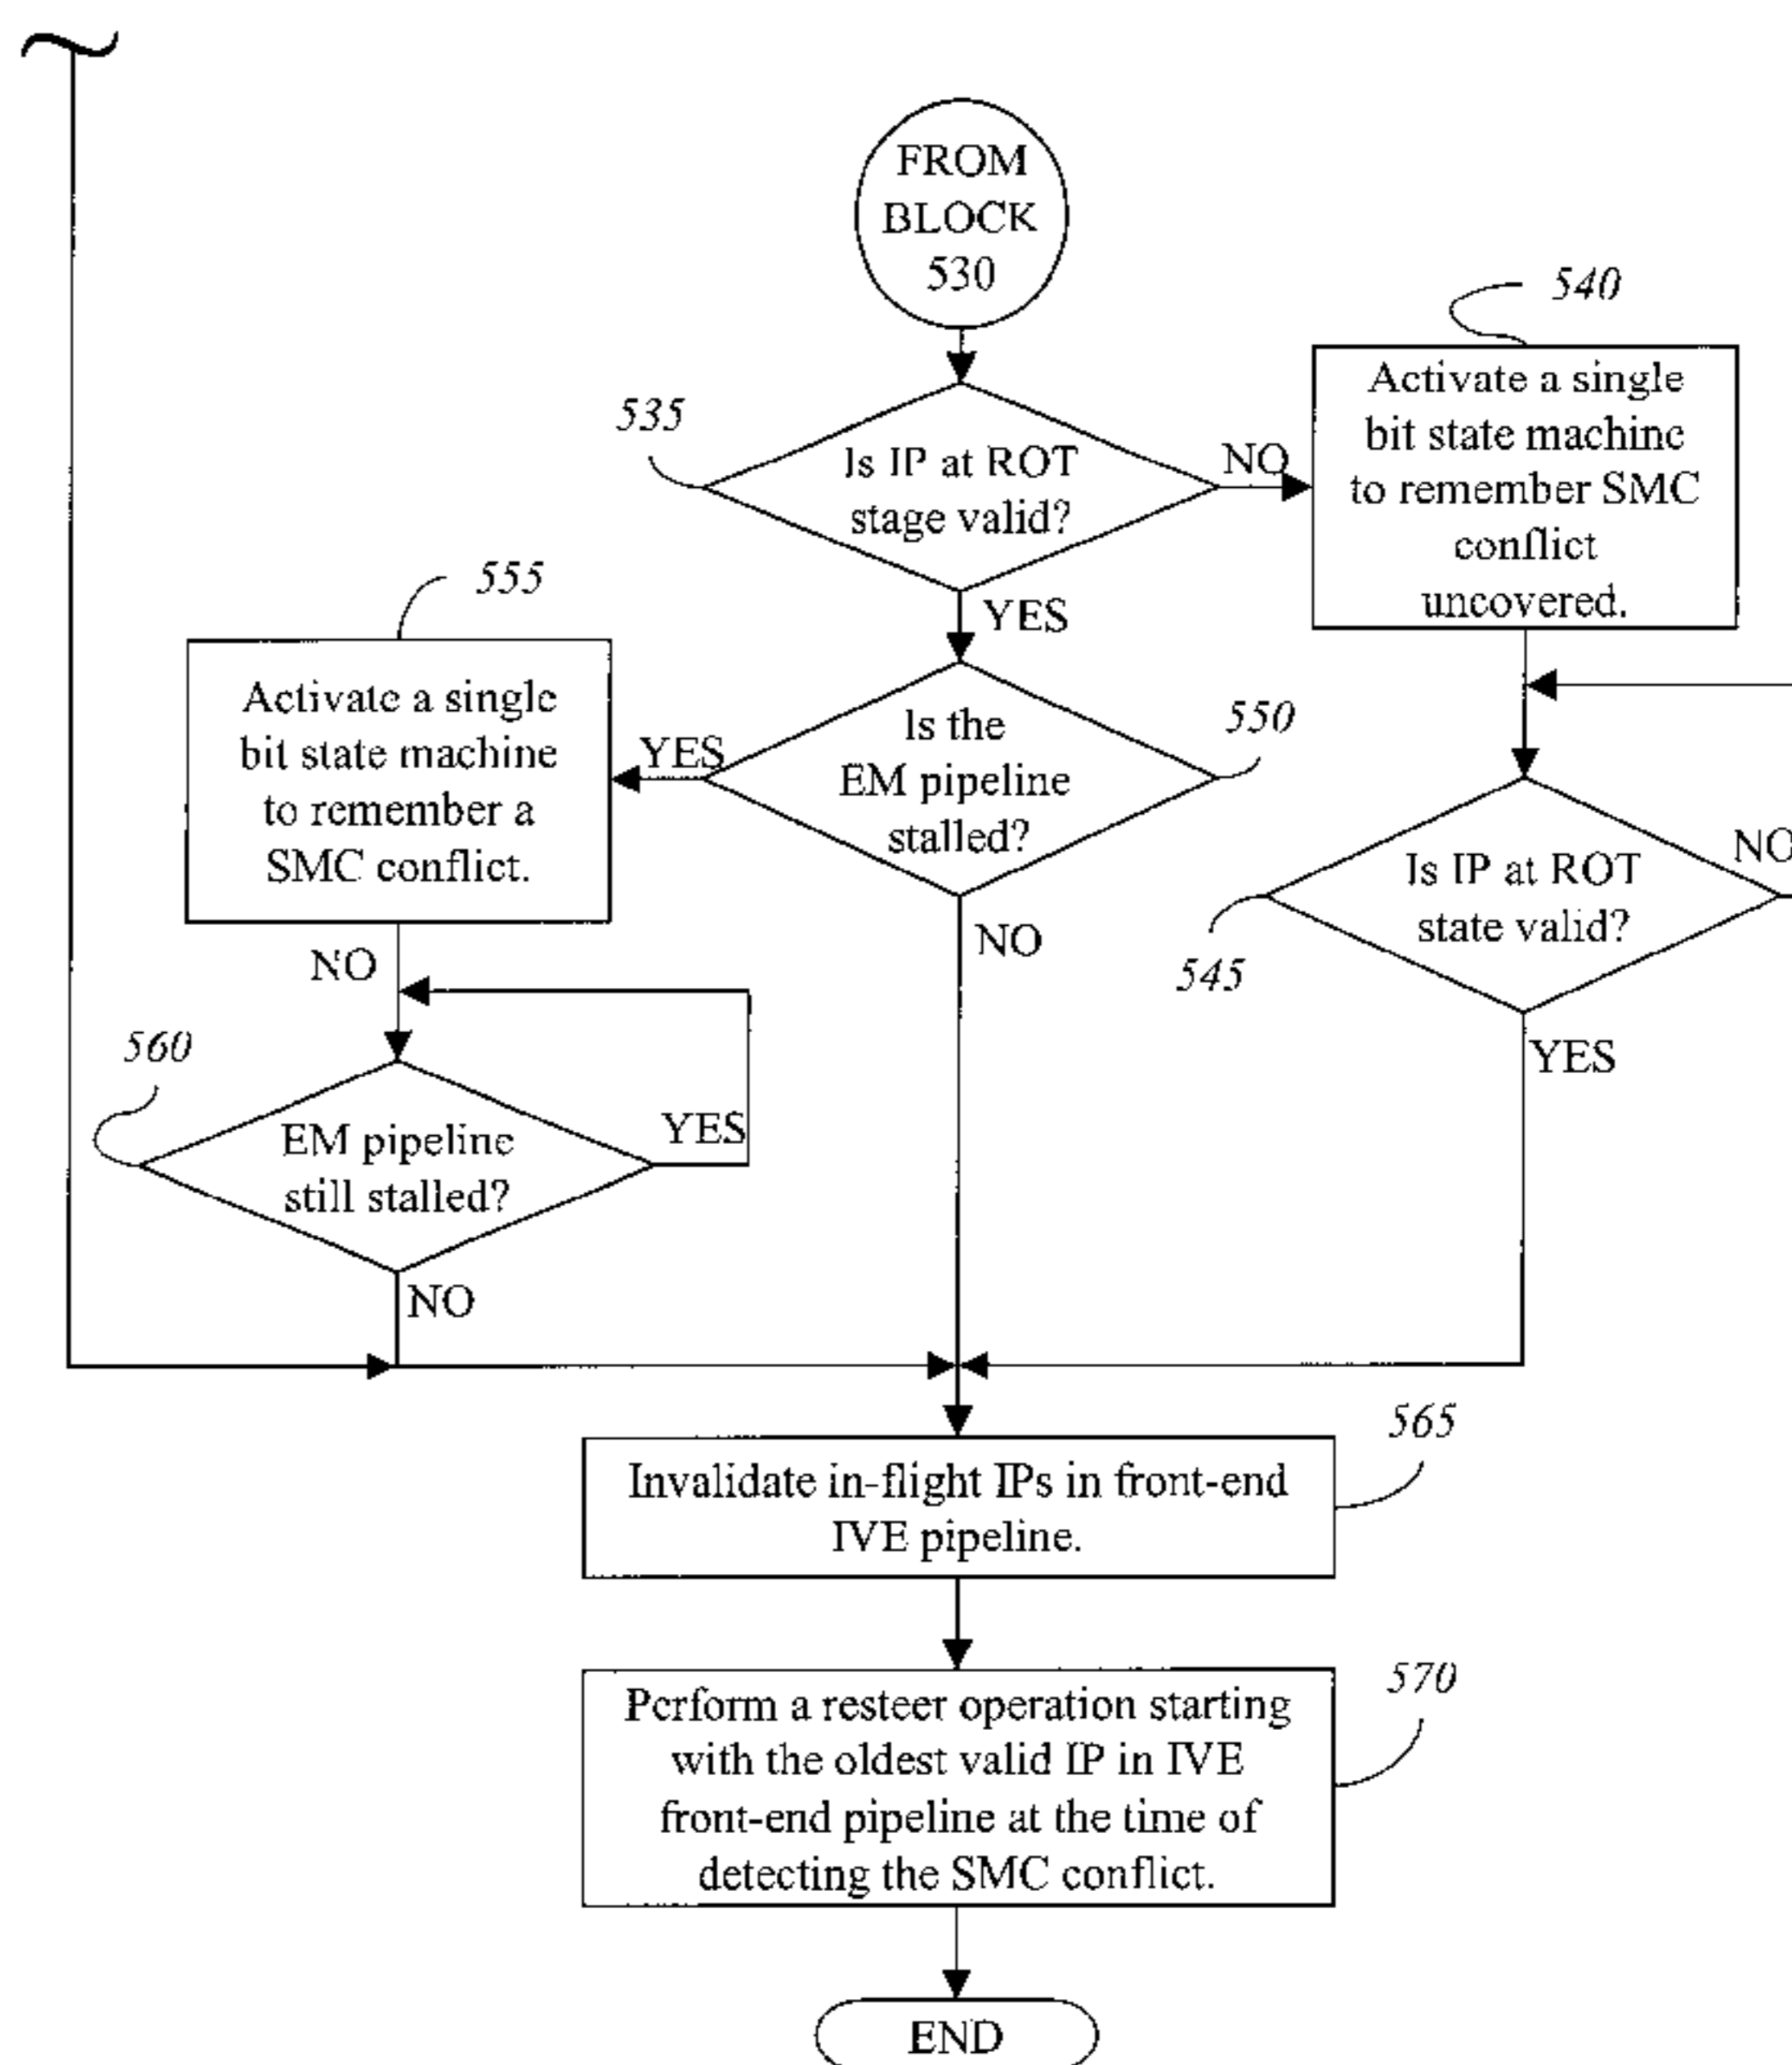 FROM
BLOCK
530
540
Activate a single
bit state machine
to remember SMC
conflict
uncovered.
535
Is IP at ROT
stage valid?
NO
YES
555
Activate a single
bit state machine
to remember a
SMC conflict.
YES
Is the
EM pipeline
stalled?
550
NO
NO
Is IP at ROT
state valid?
545
YES
NO
560
EM pipeline
still stalled?
YES
NO
565
Invalidate in-flight IPs in front-end
IVE pipeline.
570
Perform a resteer operation starting
with the oldest valid IP in IVE
front-end pipeline at the time of
detecting the SMC conflict.
END